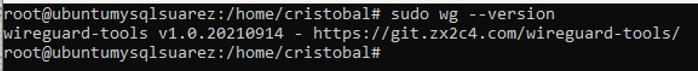 root@ubuntumysqlsuarez:/home/cristobal# sudo wg --version
wireguard-tools v1.0.20210914 - https://git.zx2c4.com/wireguard-tools/
root@ubuntumysqlsuarez:/home/cristobal#